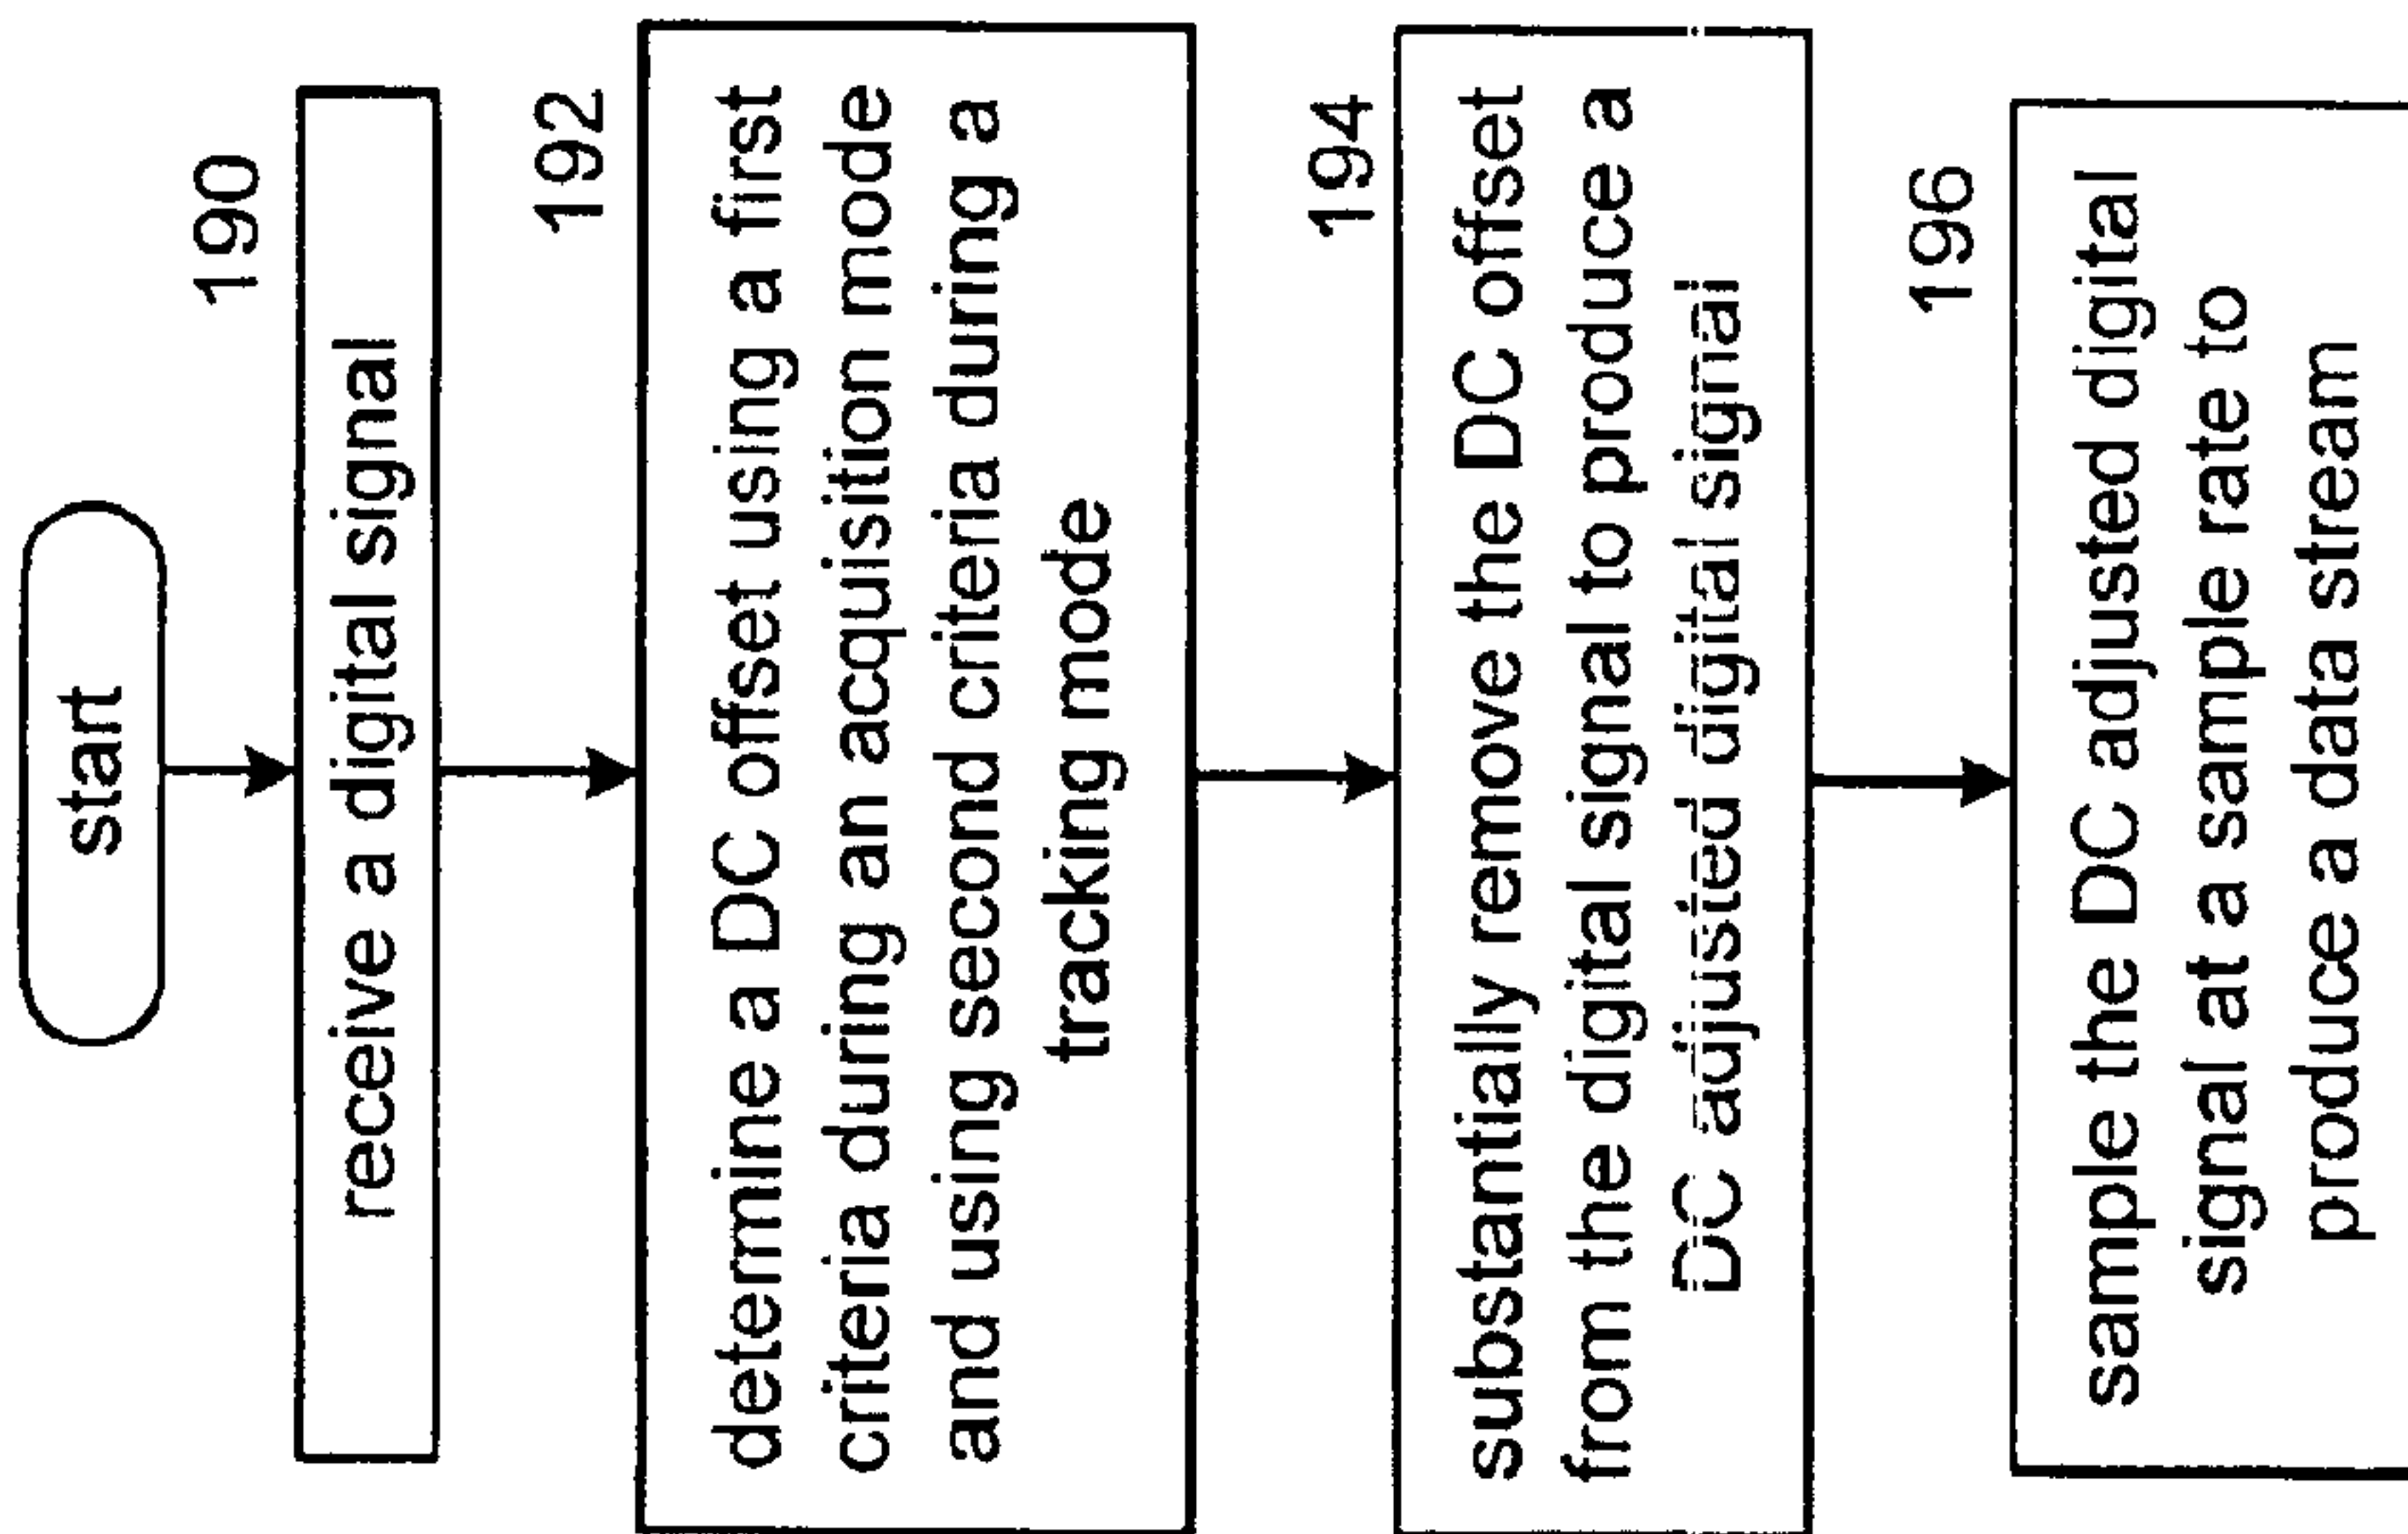 start
190
receive a digital signal
192
determine a DC offset using a first
criteria during an acquisition mode
and using second criteria during a
tracking mode
194
substantially remove the DC offset
from the digital signal to produce a
DC adjusted digital signal
196
sample the DC adjusted digital
signal at a sample rate to
produce a data stream